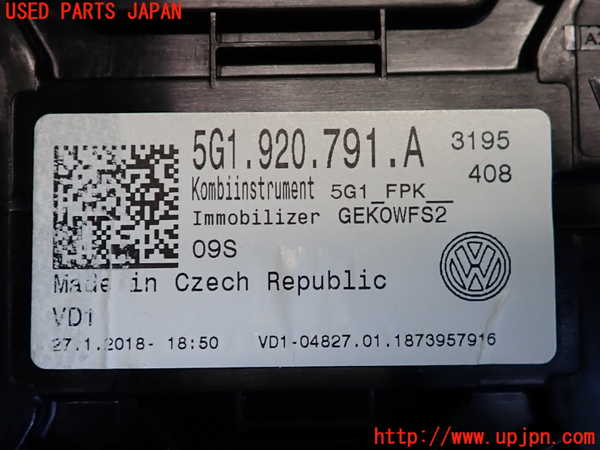 USED PARTS JAPAN
5G1.920.791.A 3195
Kombiinstrument 5G1_FPK__ 408
Immobilizer GEKOWFS2
09S
Made in Czech Republic
VD1
27.1.2018- 18:50 VD1-04827.01.1873957916
http://www.upjpn.com/